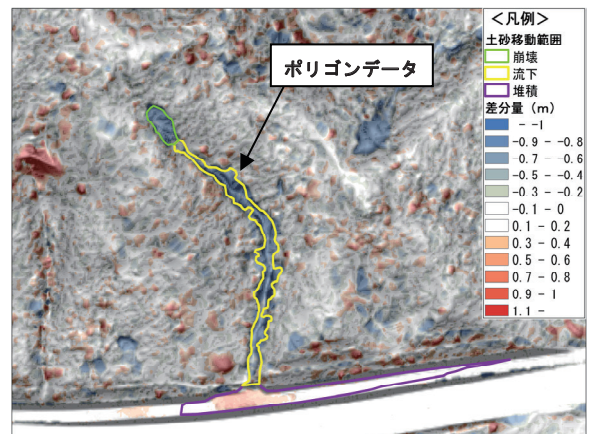 ポリゴンデータ
＜凡例＞
土砂移動範囲
崩壊
流下
堆積
差分量（m）
- -1
-0.9 - -0.8
-0.7 - -0.6
-0.5 - -0.4
-0.3 - -0.2
-0.1 - 0
0.1 - 0.2
0.3 - 0.4
0.5 - 0.6
0.7 - 0.8
0.9 - 1
1.1 -